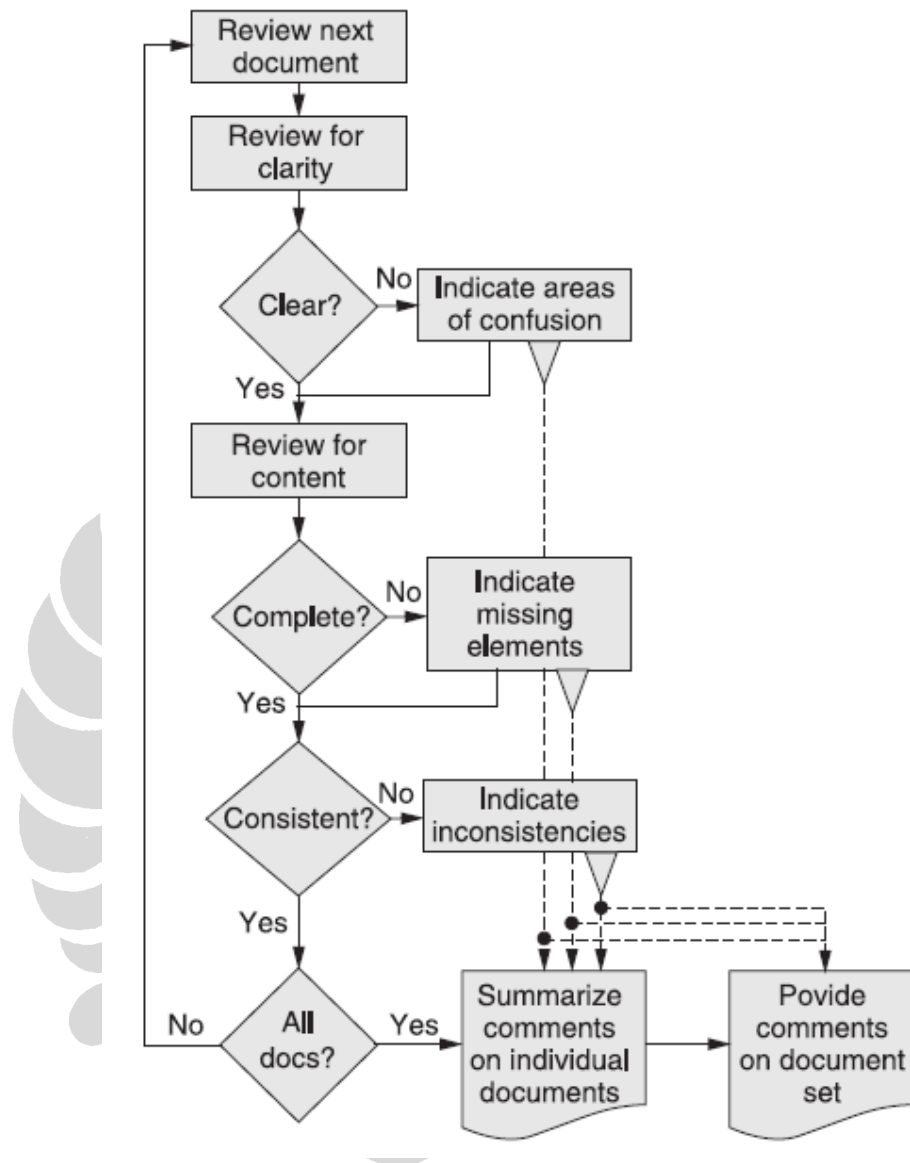 Review next
document
Review for
clarity
Clear?
No
Indicate areas
of confusion
Yes
Review for
content
Complete?
No
Indicate
missing
elements
Yes
Consistent?
No
Indicate
inconsistencies
Yes
All
docs?
No
Yes
Summarize
comments
on individual
documents
Povide
comments
on document
set